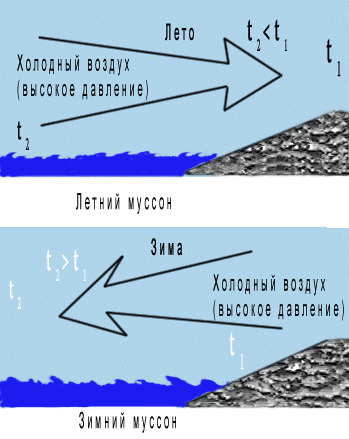 Лето
t2<t1
t1
Холодный воздух
(высокое давление)
t2
Летний муссон
Зима
t2>t1
t2
Холодный воздух
(высокое давление)
t1
Зимний муссон